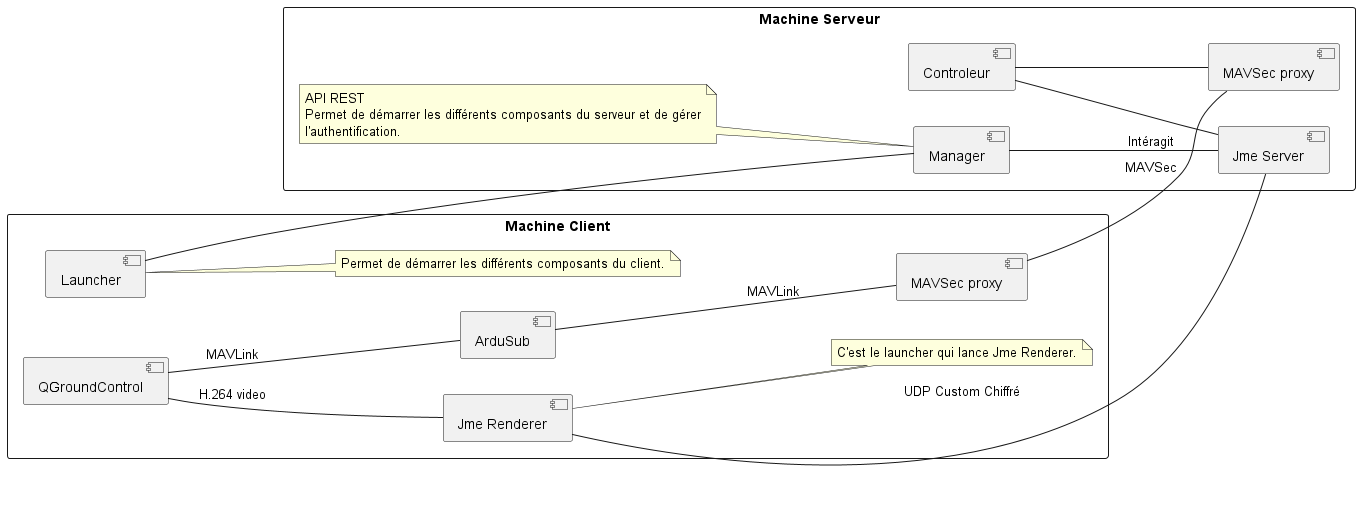 Machine Serveur
Controleur
MAVSec proxy
API REST
Permet de démarrer les différents composants du serveur et de gérer
l'authentification.
Manager
Intéragit
Jme Server
MAVSec
Machine Client
Launcher
Permet de démarrer les différents composants du client.
MAVSec proxy
MAVLink
ArduSub
MAVLink
QGroundControl
C'est le launcher qui lance Jme Renderer.
H.264 video
UDP Custom Chiffré
Jme Renderer